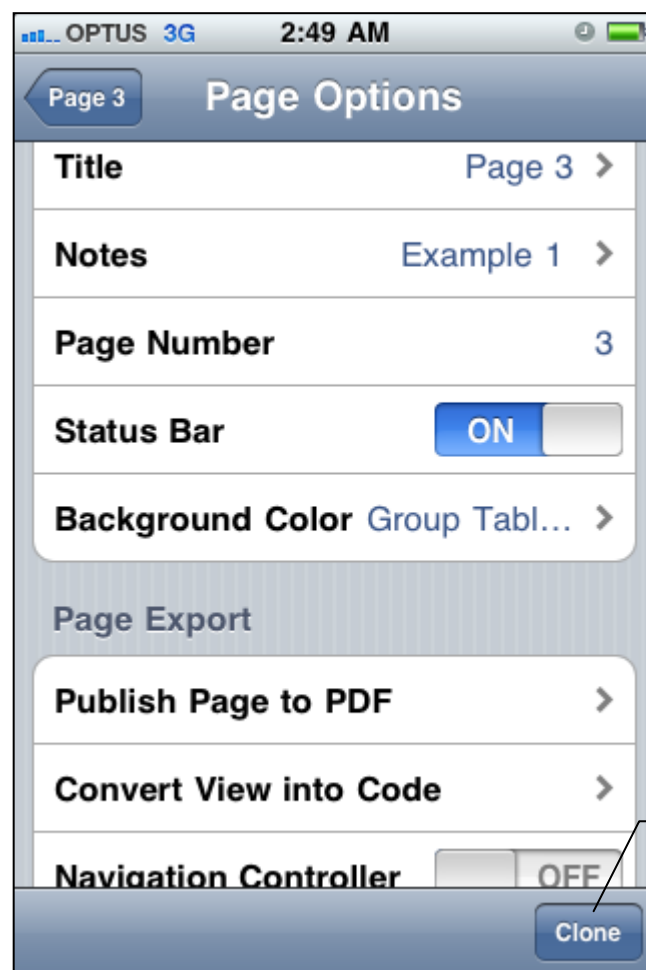 OPTUS 3G 2:49 AM
Page 3 Page Options
Title Page 3
Notes Example 1
Page Number 3
Status Bar ON
Background Color Group Tabl...
Page Export
Publish Page to PDF
Convert View into Code
Navigation Controller OFF
Clone